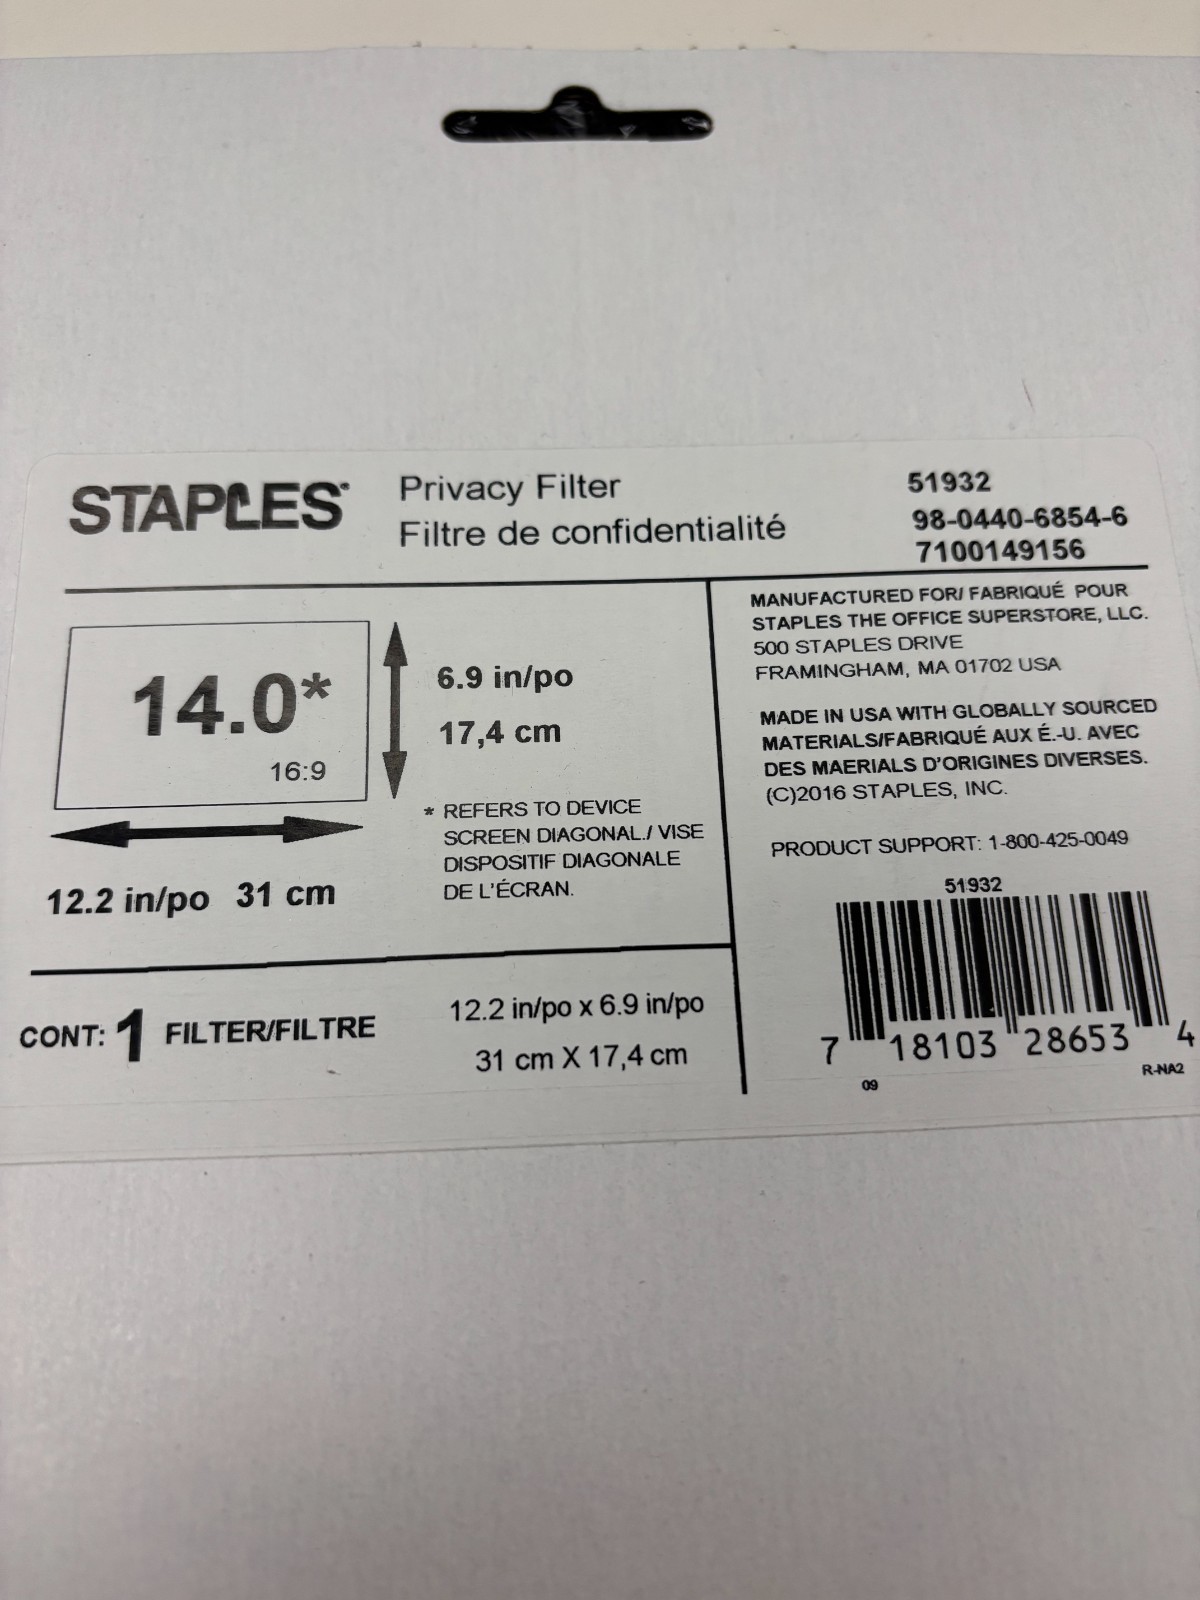 STAPLES
Privacy Filter
Filtre de confidentialité
51932
98-0440-6854-6
7100149156
14.0*
16:9
6.9 in/po
17,4 cm
12.2 in/po 31 cm
* REFERS TO DEVICE
SCREEN DIAGONAL./ VISE
DISPOSITIF DIAGONALE
DE L'ÉCRAN.
CONT: 1 FILTER/FILTRE
12.2 in/po x 6.9 in/po
31 cm X 17,4 cm
MANUFACTURED FOR/ FABRIQUÉ POUR
STAPLES THE OFFICE SUPERSTORE, LLC.
500 STAPLES DRIVE
FRAMINGHAM, MA 01702 USA
MADE IN USA WITH GLOBALLY SOURCED
MATERIALS/FABRIQUÉ AUX É.-U. AVEC
DES MAERIALS D'ORIGINES DIVERSES.
(C)2016 STAPLES, INC.
PRODUCT SUPPORT: 1-800-425-0049
51932
7 18103 28653 4
09
R-NA2